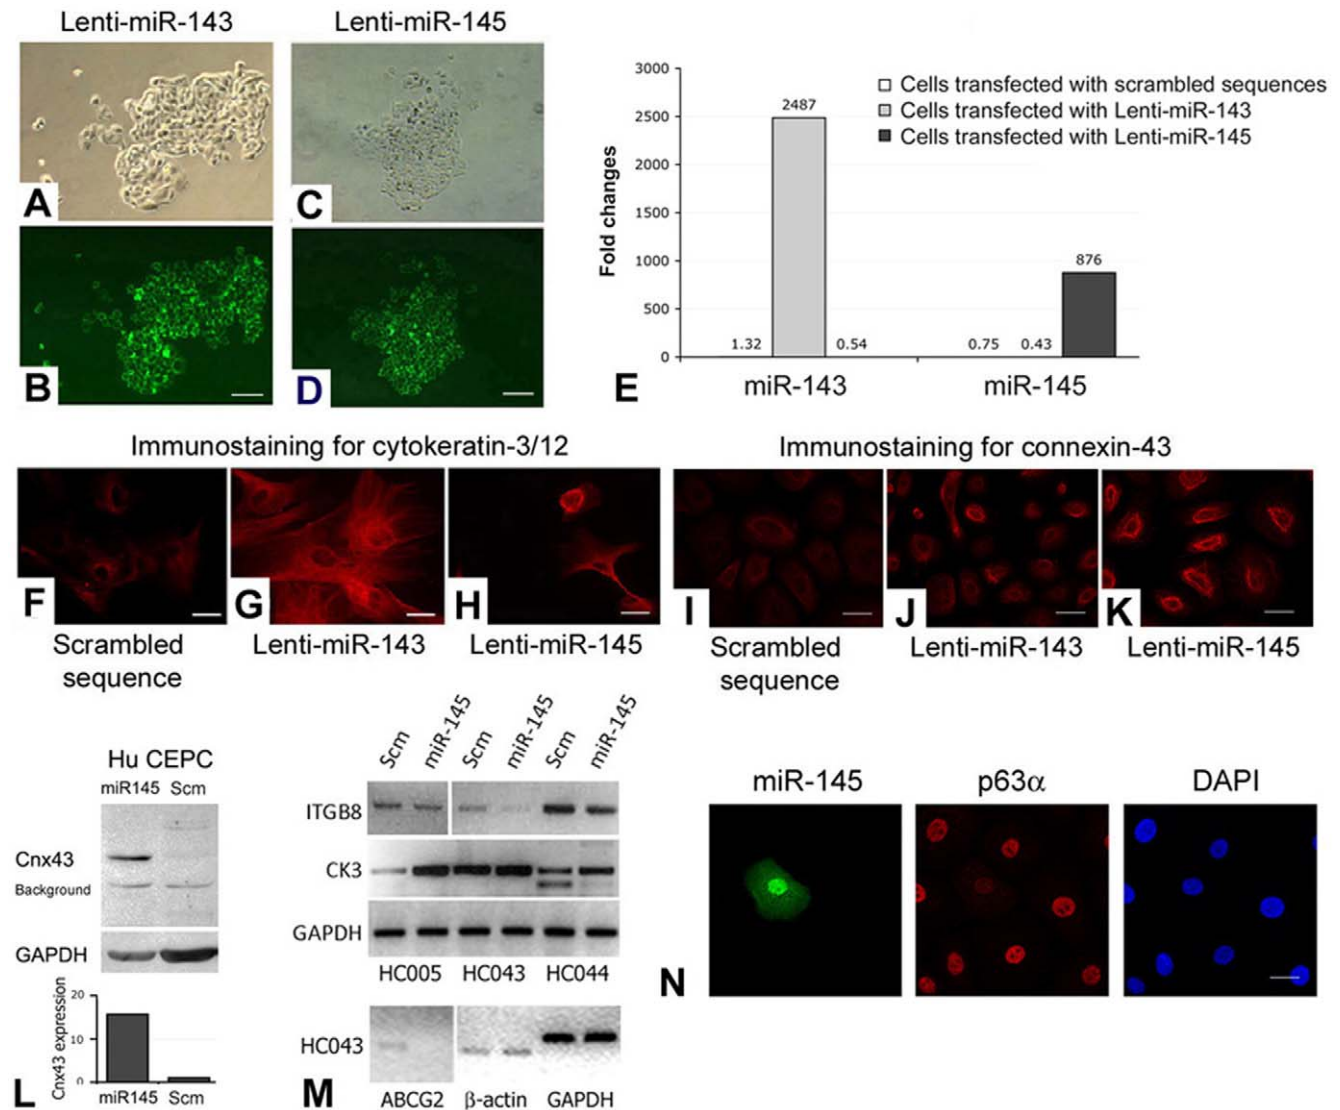 Lenti-miR-143
Lenti-miR-145
A
C
B
D
3000
2500
2000
1500
1000
500
0
Fold changes
Cells transfected with scrambled sequences
Cells transfected with Lenti-miR-143
Cells transfected with Lenti-miR-145
1.32
2487
0.54
0.75
0.43
876
miR-143
miR-145
E
Immunostaining for cytokeratin-3/12
Immunostaining for connexin-43
F
G
H
I
J
K
Scrambled
sequence
Lenti-miR-143
Lenti-miR-145
Scrambled
sequence
Lenti-miR-143
Lenti-miR-145
Hu CEPC
miR145 Scm
Cnx43
Background
GAPDH
Cnx43 expression
20
10
0
miR145 Scm
L
Scm miR-145 Scm miR-145 Scm miR-145
ITGB8
CK3
GAPDH
HC005 HC043 HC044
HC043
ABCG2 β-actin GAPDH
M
miR-145
p63α
DAPI
N